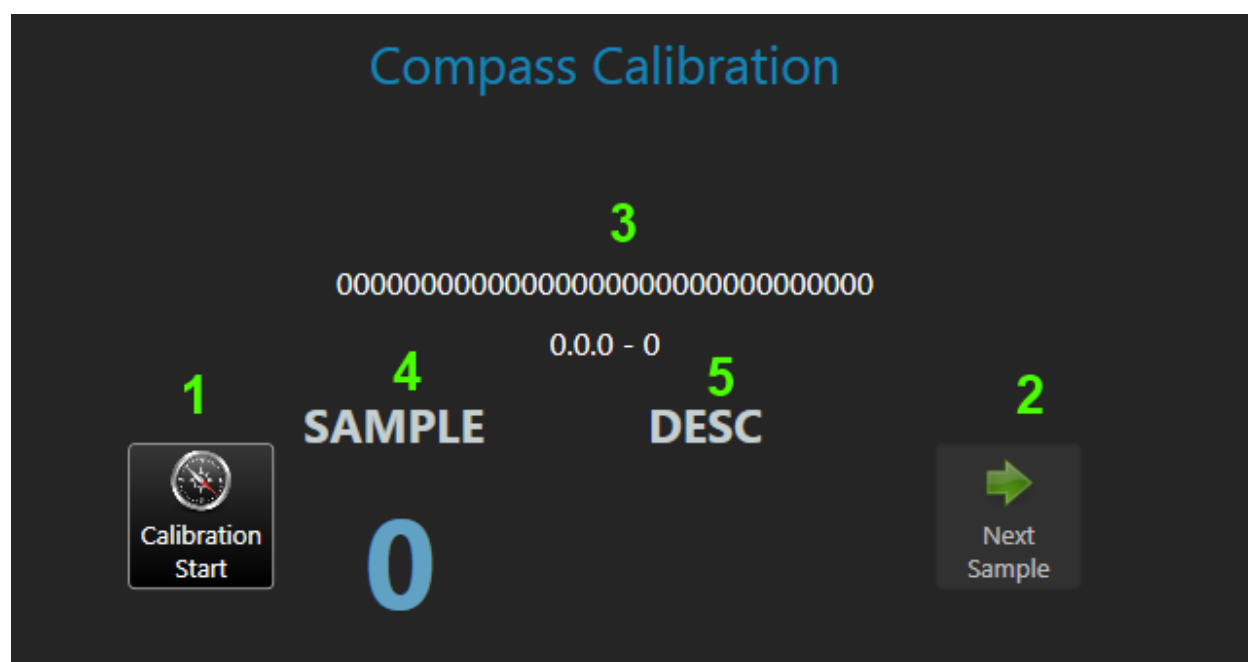 Compass Calibration
3
00000000000000000000000000000000
0.0.0 - 0
1
4
5
2
SAMPLE
DESC
Calibration
Start
0
Next
Sample